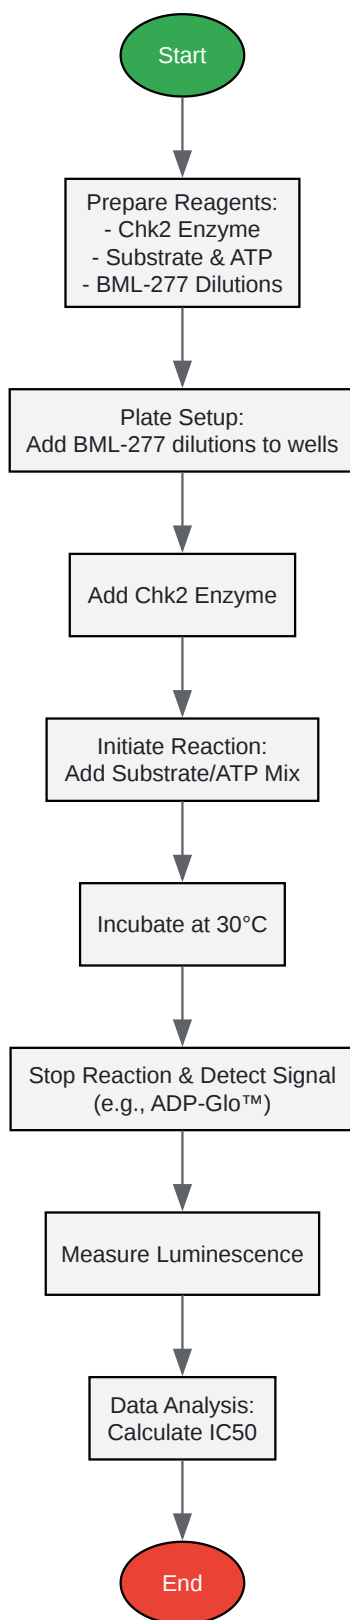 Start
Prepare Reagents:
- Chk2 Enzyme
- Substrate & ATP
- BML-277 Dilutions
Plate Setup:
Add BML-277 dilutions to wells
Add Chk2 Enzyme
Initiate Reaction:
Add Substrate/ATP Mix
Incubate at 30°C
Stop Reaction & Detect Signal
(e.g., ADP-Glo™)
Measure Luminescence
Data Analysis:
Calculate IC50
End